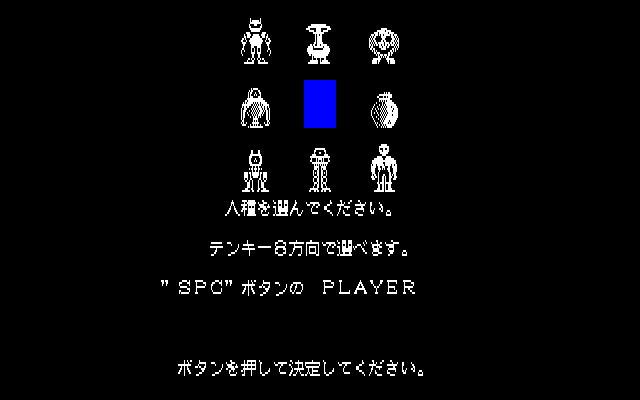 人種を選んでください。
テンキー8方向で選べます。
"SPC"ボタンの PLAYER
ボタンを押して決定してください。